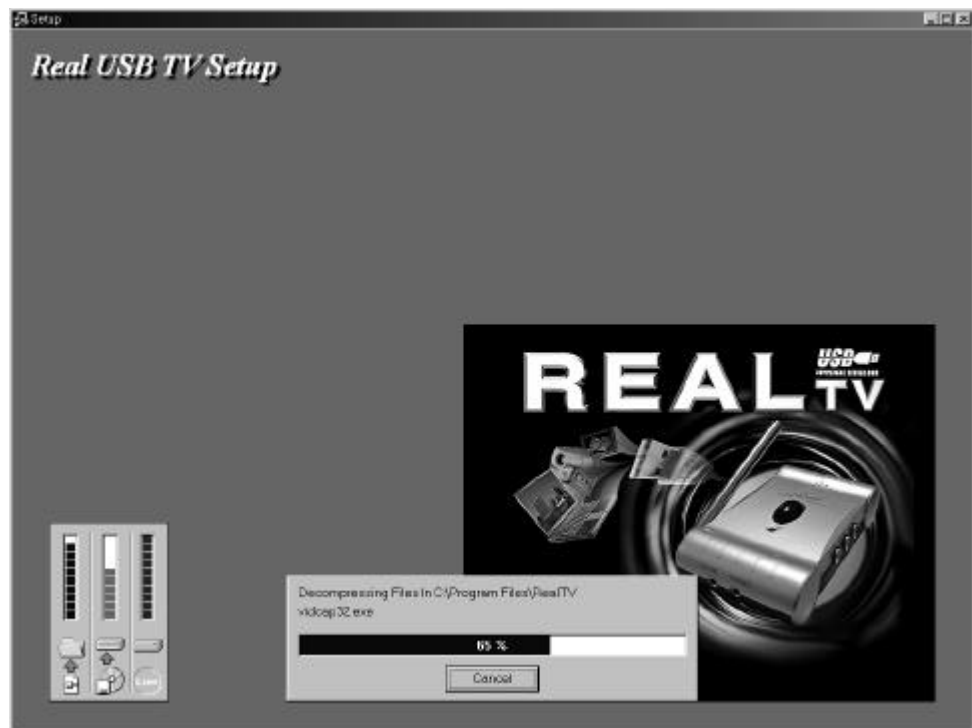 Setup
Real USB TV Setup
REAL
USB
TV
Decompressing Files in C:\Program Files\RealTV
vidcap32.exe
65 %
Cancel